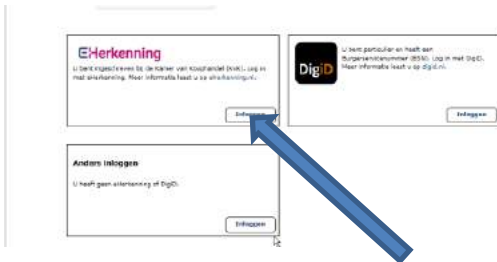 eHerkenning
U bent ingeschreven bij de Kamer van Koophandel (KvK). Log in
met eHerkenning. Meer informatie leest u op eherkenning.nl.
Inloggen
DigiD
U bent particulier en heeft een
Burgerservicenummer (BSN). Log in met DigiD.
Meer informatie leest u op digid.nl.
Inloggen
Anders inloggen
U heeft geen eHerkenning of DigiD.
Inloggen